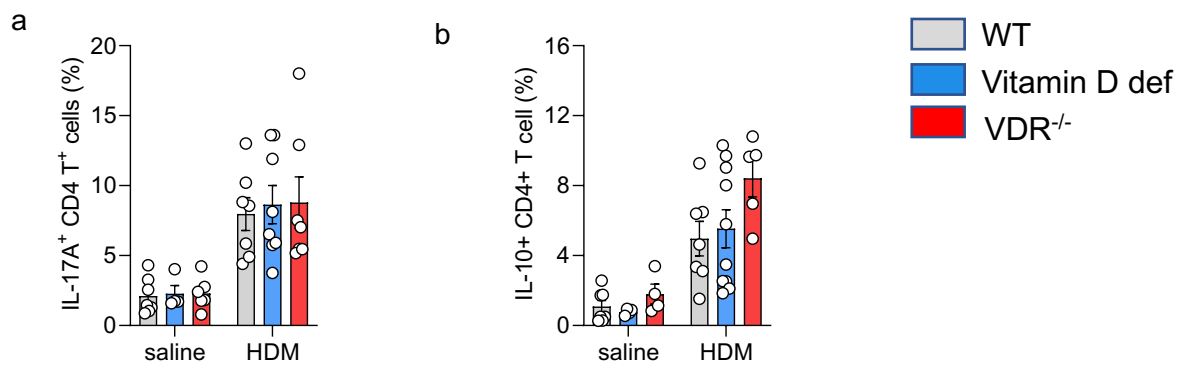 a
IL-17A⁺ CD4 T⁺ cells (%)
20
15
10
5
0
saline HDM
b
IL-10+ CD4+ T cell (%)
16
12
8
4
0
saline HDM
WT
Vitamin D def
VDR⁻/⁻